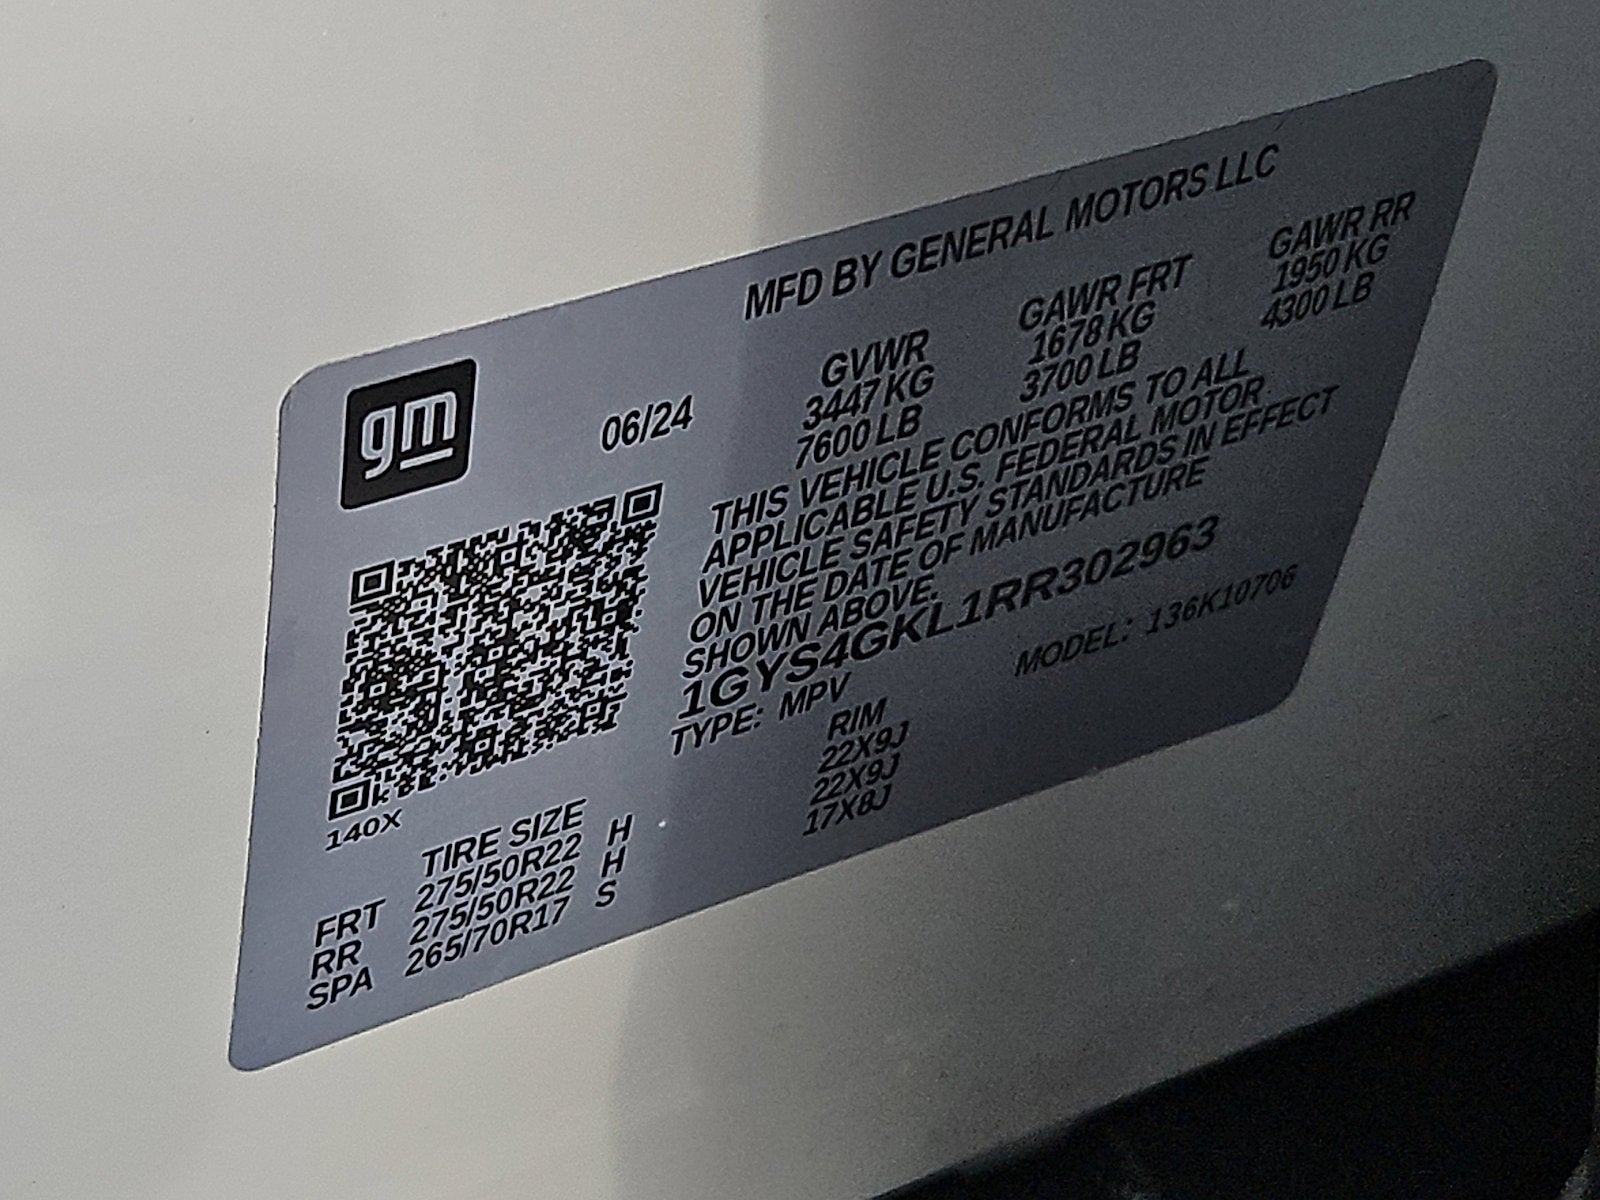 MFD BY GENERAL MOTORS LLC
gm
06/24
GVWR GAWR FRT GAWR RR
3447 KG 1678 KG 1950 KG
7600 LB 3700 LB 4300 LB
THIS VEHICLE CONFORMS TO ALL
APPLICABLE U.S. FEDERAL MOTOR
VEHICLE SAFETY STANDARDS IN EFFECT
ON THE DATE OF MANUFACTURE
SHOWN ABOVE.
1GYS4GKL1RR302963
TYPE: MPV MODEL: 136K10706
140X
TIRE SIZE RIM
FRT 275/50R22 H 22X9J
RR 275/50R22 H 22X9J
SPA 265/70R17 S 17X8J